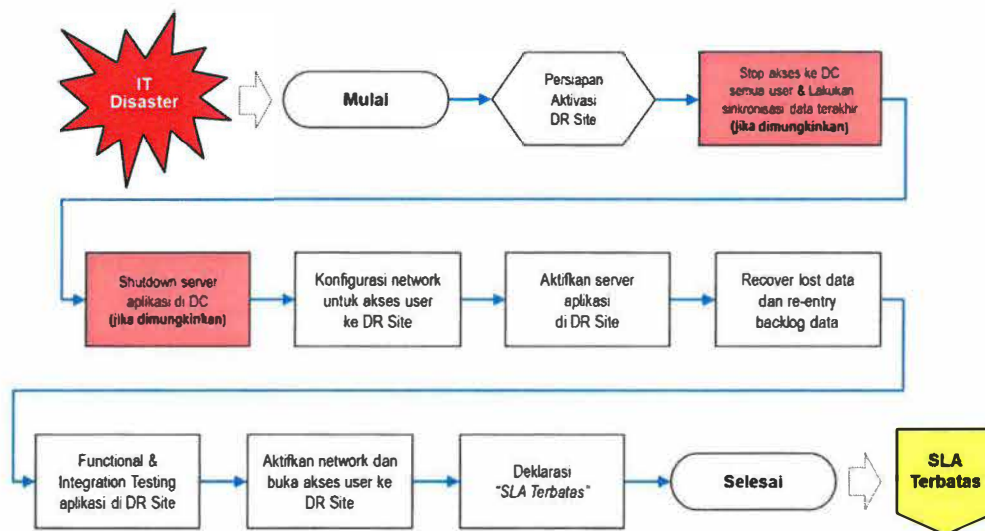 IT
Disaster
Mulai
Persiapan
Aktivasi
DR Site
Stop akses ke DC
semua user & Lakukan
sinkronisasi data terakhir
(jika dimungkinkan)
Shutdown server
aplikasi di DC
(jika dimungkinkan)
Konfigurasi network
untuk akses user
ke DR Site
Aktifkan server
aplikasi
di DR Site
Recover lost data
dan re-entry
backlog data
Functional &
Integration Testing
aplikasi di DR Site
Aktifkan network dan
buka akses user ke
DR Site
Deklarasi
"SLA Terbatas"
Selesai
SLA
Terbatas